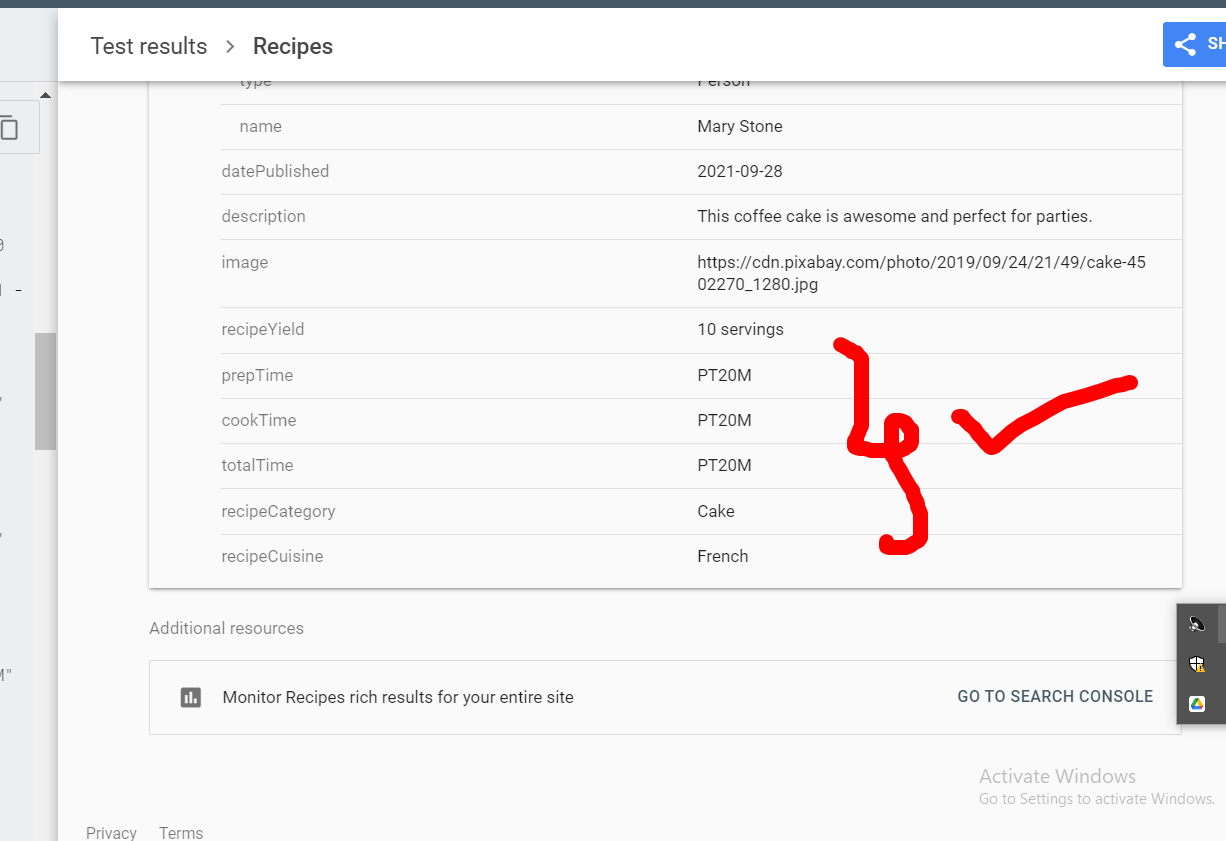 Test results > Recipes
SH
type Person
name Mary Stone
datePublished 2021-09-28
description This coffee cake is awesome and perfect for parties.
image https://cdn.pixabay.com/photo/2019/09/24/21/49/cake-45
02270_1280.jpg
recipeYield 10 servings
prepTime PT20M
cookTime PT20M
totalTime PT20M
recipeCategory Cake
recipeCuisine French
Additional resources
Monitor Recipes rich results for your entire site GO TO SEARCH CONSOLE
M"
Activate Windows
Go to Settings to activate Windows.
Privacy Terms